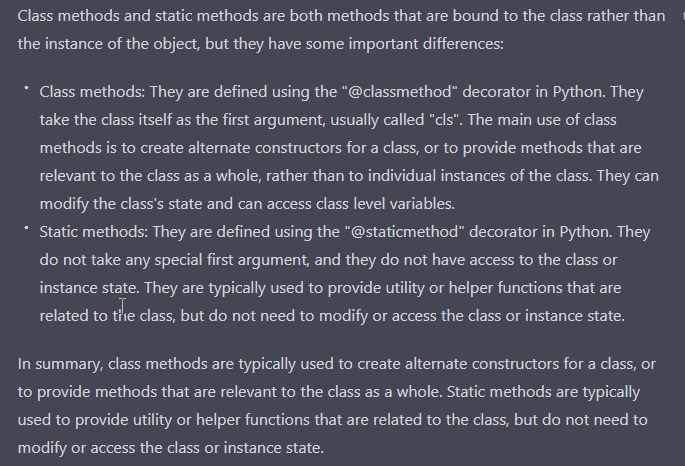 Class methods and static methods are both methods that are bound to the class rather than
the instance of the object, but they have some important differences:
• Class methods: They are defined using the "@classmethod" decorator in Python. They
take the class itself as the first argument, usually called "cls". The main use of class
methods is to create alternate constructors for a class, or to provide methods that are
relevant to the class as a whole, rather than to individual instances of the class. They can
modify the class's state and can access class level variables.
• Static methods: They are defined using the "@staticmethod" decorator in Python. They
do not take any special first argument, and they do not have access to the class or
instance state. They are typically used to provide utility or helper functions that are
related to the class, but do not need to modify or access the class or instance state.
In summary, class methods are typically used to create alternate constructors for a class, or
to provide methods that are relevant to the class as a whole. Static methods are typically
used to provide utility or helper functions that are related to the class, but do not need to
modify or access the class or instance state.